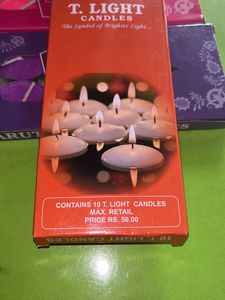 T. LIGHT
CANDLES
The Symbol of Brighter Light...
ARUT
CONTAINS 10 T. LIGHT CANDLES
MAX. RETAIL
PRICE RS. 50.00
10 T. LIGHT CANDLES